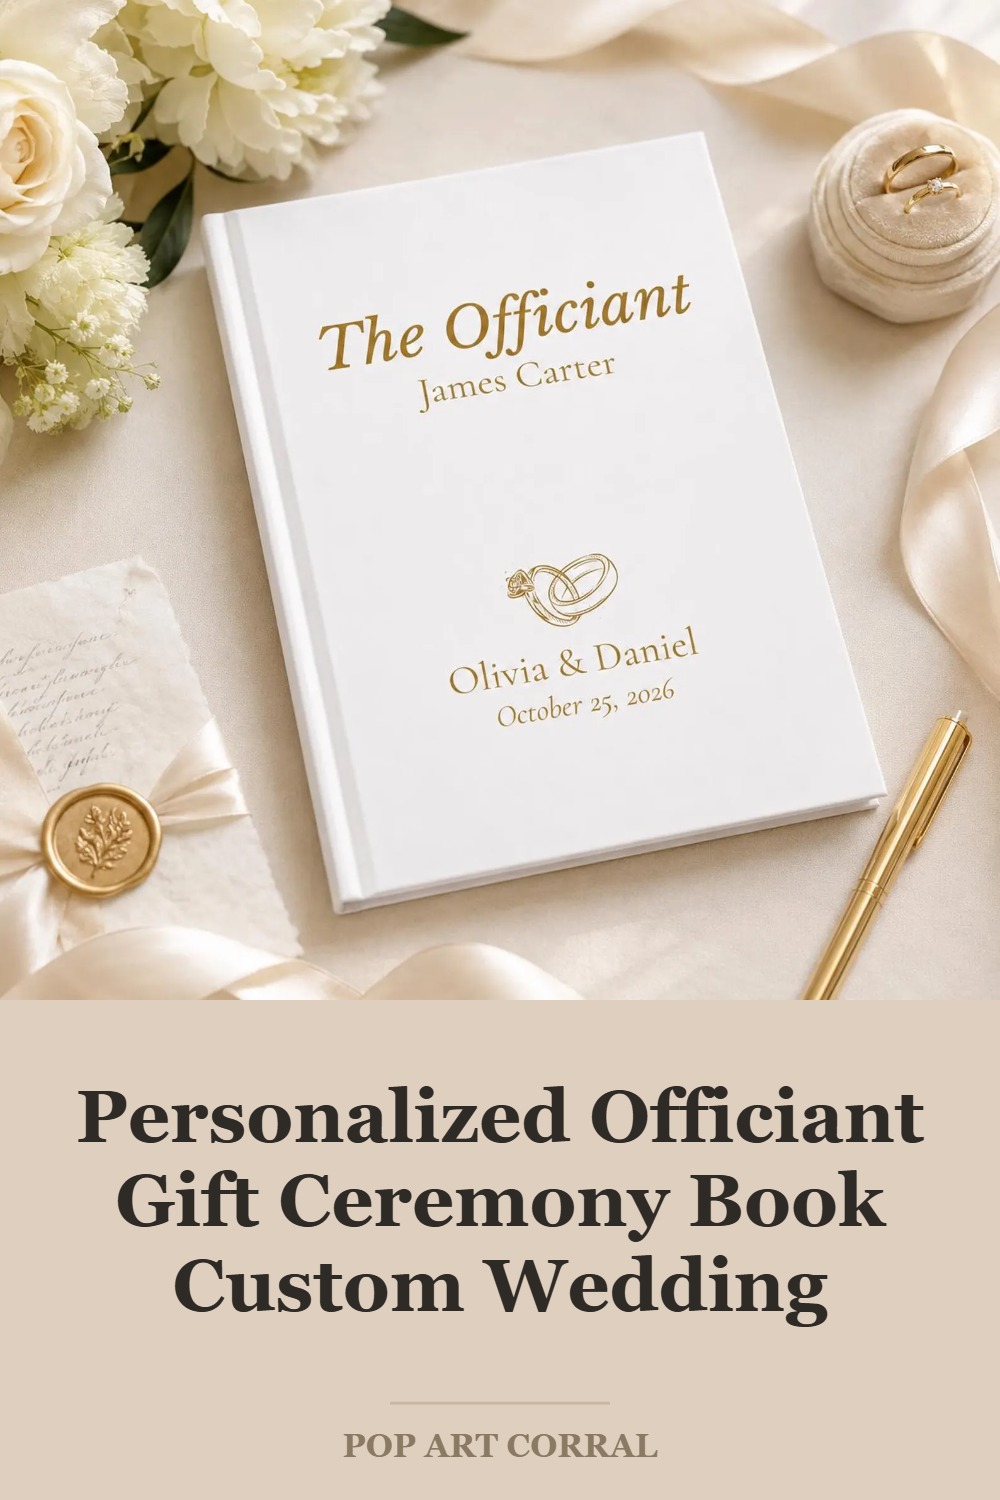 The Officiant
James Carter
Olivia & Daniel
October 25, 2026
Personalized Officiant
Gift Ceremony Book
Custom Wedding
POP ART CORRAL